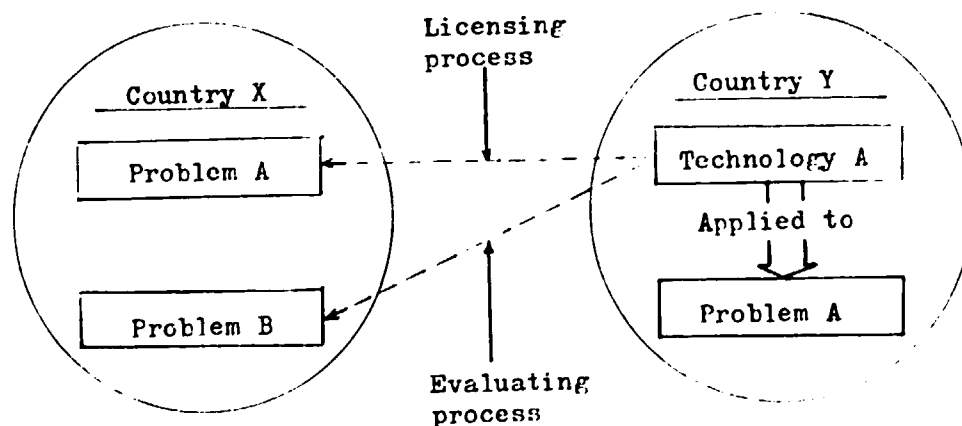 Licensing
process
Country X
Country Y
Problem A
Technology A
Applied to
Problem B
Problem A
Evaluating
process